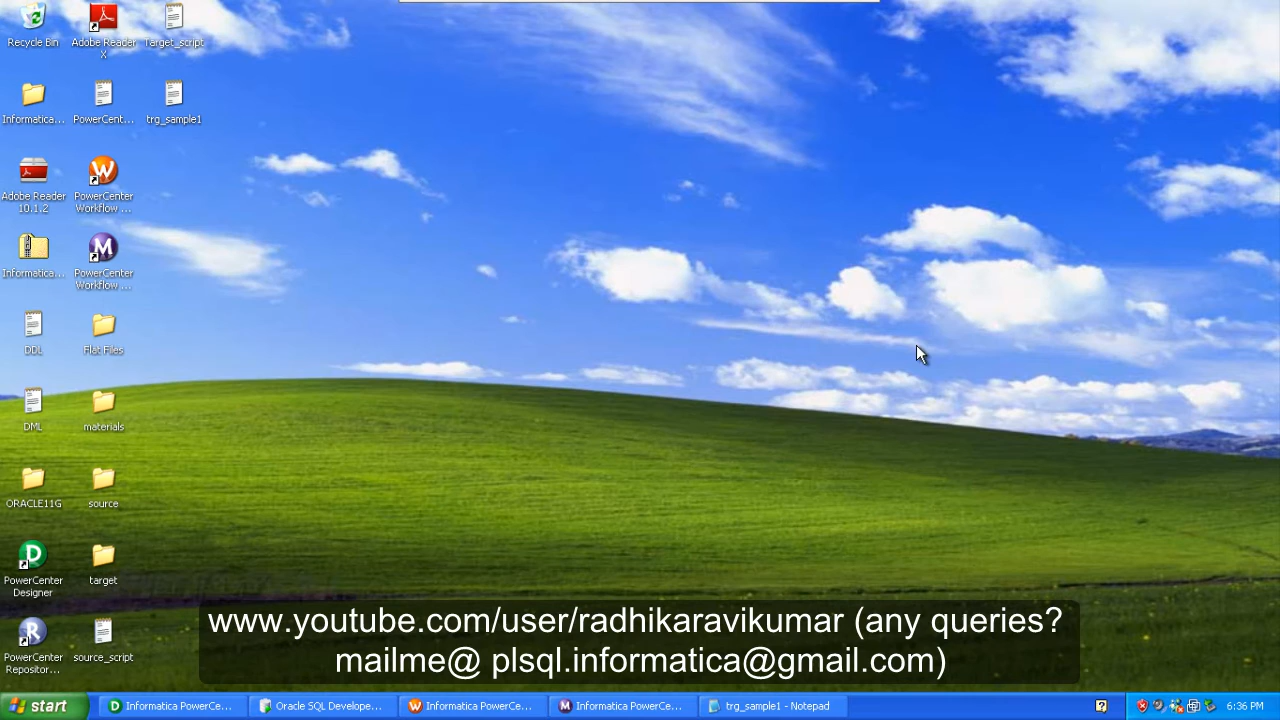 Recycle Bin
Adobe Reader
X
Target_script
Informatica...
PowerCent...
trg_sample1
Adobe Reader
10.1.2
PowerCenter
Workflow ...
Informatica...
PowerCenter
Workflow ...
DDL
Flat Files
DML
materials
ORACLE11G
source
PowerCenter
Designer
target
PowerCenter
Repositor...
source_script
www.youtube.com/user/radhikaravikumar (any queries?
mailme@ plsql.informatica@gmail.com)
start
Informatica PowerCe...
Oracle SQL Develope...
Informatica PowerCe...
Informatica PowerCe...
trg_sample1 - Notepad
6:36 PM